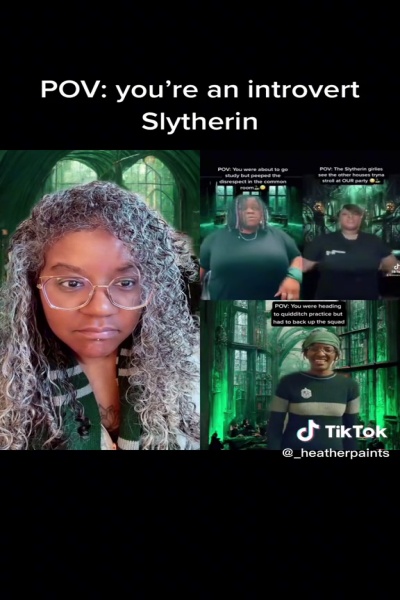 POV: you're an introvert
Slytherin
POV: You were about to go
study but peeped the
disrespect in the common
room
POV: The Slytherin girlies
see the other houses tryna
stroll at OUR party
POV: You were heading
to quidditch practice but
had to back up the squad
TikTok
@_heatherpaints